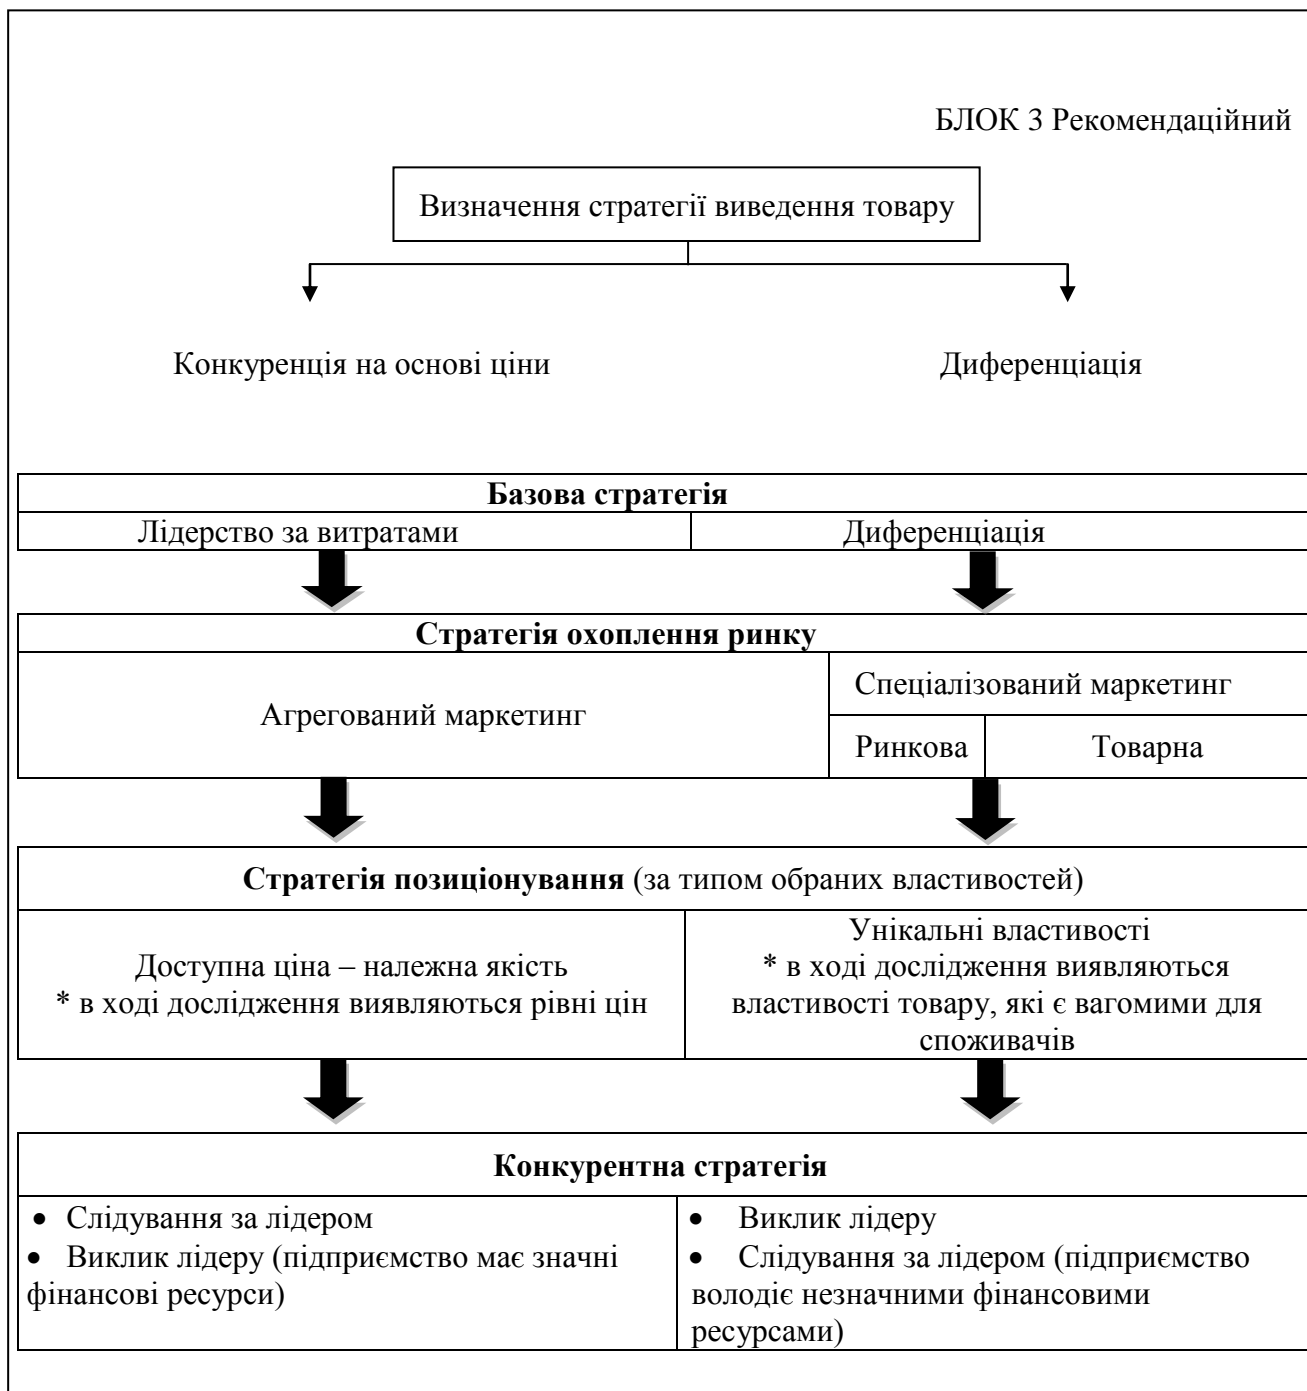 БЛОК 3 Рекомендаційний
Визначення стратегії виведення товару
Конкуренція на основі ціни
Диференціація
Базова стратегія
Лідерство за витратами
Диференціація
Стратегія охоплення ринку
Агрегований маркетинг
Спеціалізований маркетинг
Ринкова
Товарна
Стратегія позиціонування (за типом обраних властивостей)
Доступна ціна – належна якість
* в ході дослідження виявляються рівні цін
Унікальні властивості
* в ході дослідження виявляються
властивості товару, які є вагомими для
споживачів
Конкурентна стратегія
• Слідування за лідером
• Виклик лідеру (підприємство має значні
фінансові ресурси)
• Виклик лідеру
• Слідування за лідером (підприємство
володіє незначними фінансовими
ресурсами)